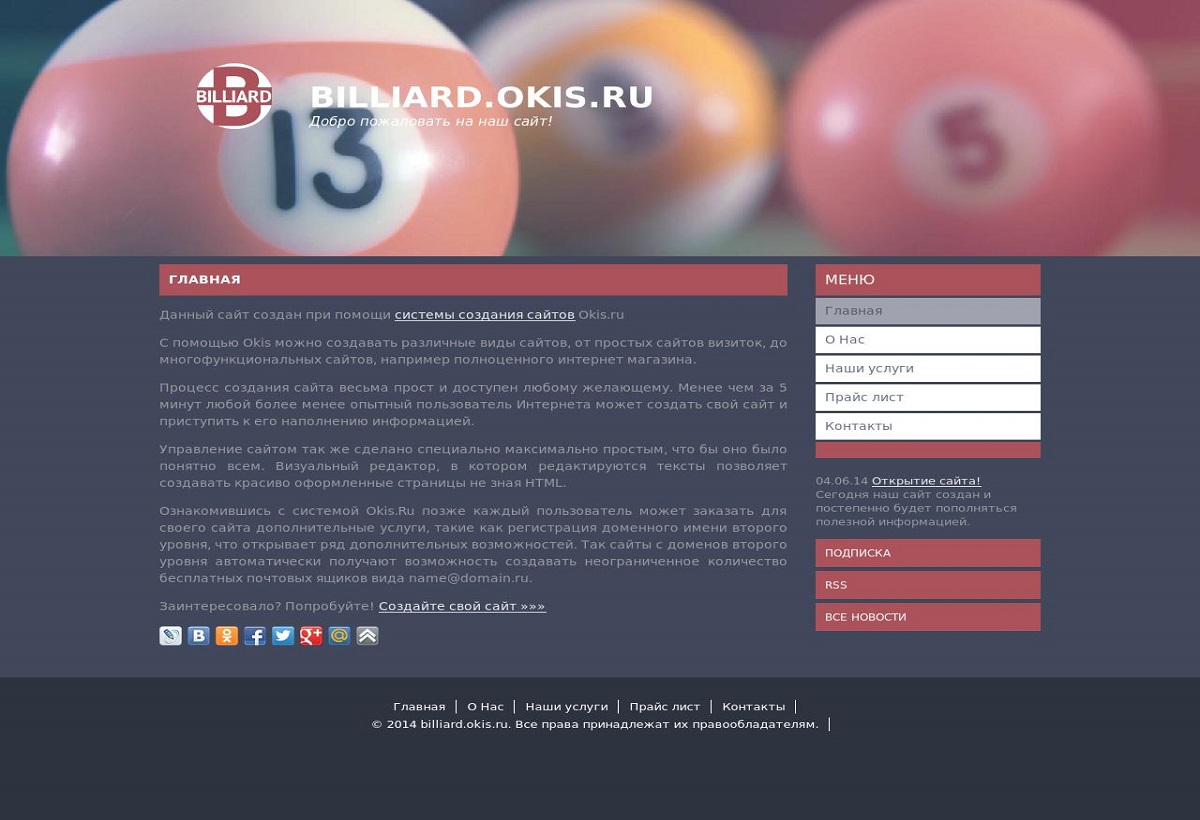 B
BILLIARD
BILLIARD.OKIS.RU
Добро пожаловать на наш сайт!
13
5
ГЛАВНАЯ
Данный сайт создан при помощи системы создания сайтов Okis.ru
С помощью Okis можно создавать различные виды сайтов, от простых сайтов визиток, до
многофункциональных сайтов, например полноценного интернет магазина.
Процесс создания сайта весьма прост и доступен любому желающему. Менее чем за 5
минут любой более менее опытный пользователь Интернета может создать свой сайт и
приступить к его наполнению информацией.
Управление сайтом так же сделано специально максимально простым, что бы оно было
понятно всем. Визуальный редактор, в котором редактируются тексты позволяет
создавать красиво оформленные страницы не зная HTML.
Ознакомившись с системой Okis.Ru позже каждый пользователь может заказать для
своего сайта дополнительные услуги, такие как регистрация доменного имени второго
уровня, что открывает ряд дополнительных возможностей. Так сайты с доменов второго
уровня автоматически получают возможность создавать неограниченное количество
бесплатных почтовых ящиков вида name@domain.ru.
Заинтересовало? Попробуйте! Создайте свой сайт »»»
МЕНЮ
Главная
О Нас
Наши услуги
Прайс лист
Контакты
04.06.14 Открытие сайта!
Сегодня наш сайт создан и
постепенно будет пополняться
полезной информацией.
ПОДПИСКА
RSS
ВСЕ НОВОСТИ
Главная | О Нас | Наши услуги | Прайс лист | Контакты |
© 2014 billiard.okis.ru. Все права принадлежат их правообладателям. |